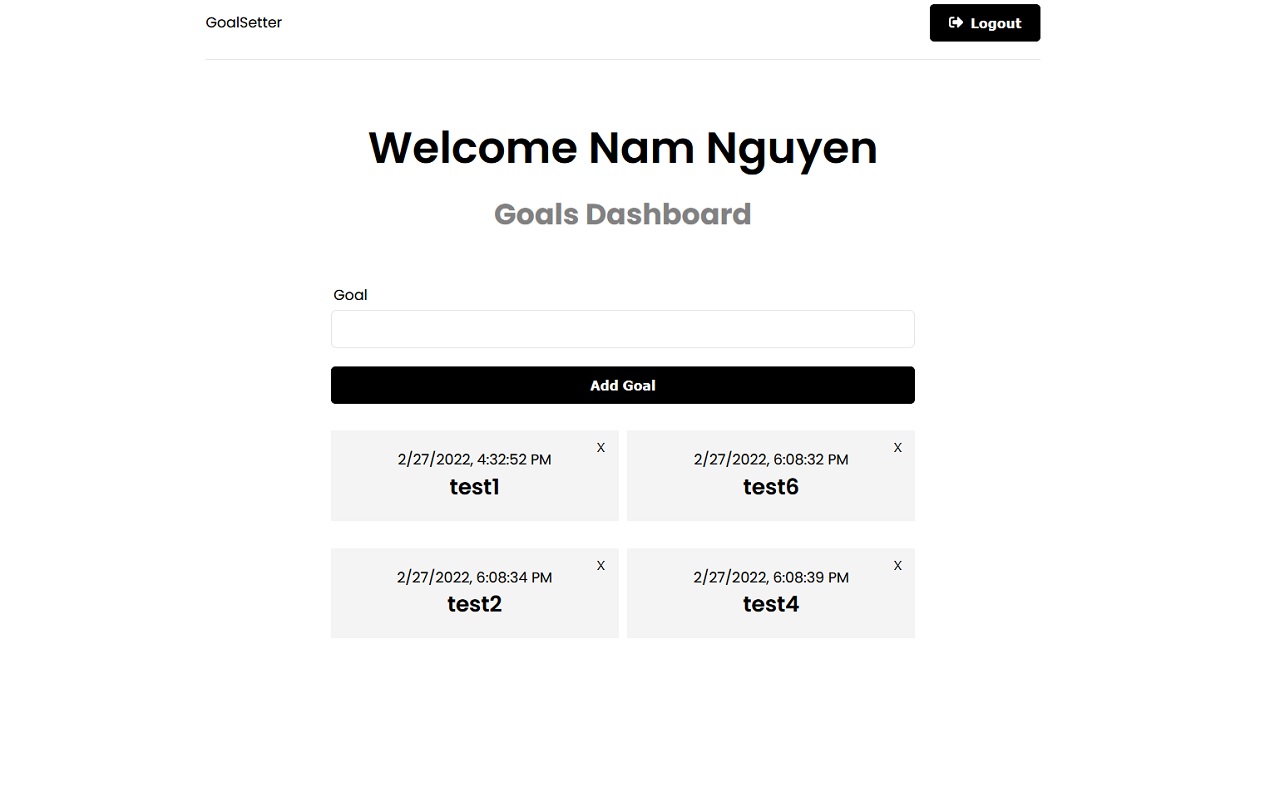 GoalSetter
Logout
Welcome Nam Nguyen
Goals Dashboard
Goal
Add Goal
X
2/27/2022, 4:32:52 PM
test1
X
2/27/2022, 6:08:32 PM
test6
X
2/27/2022, 6:08:34 PM
test2
X
2/27/2022, 6:08:39 PM
test4